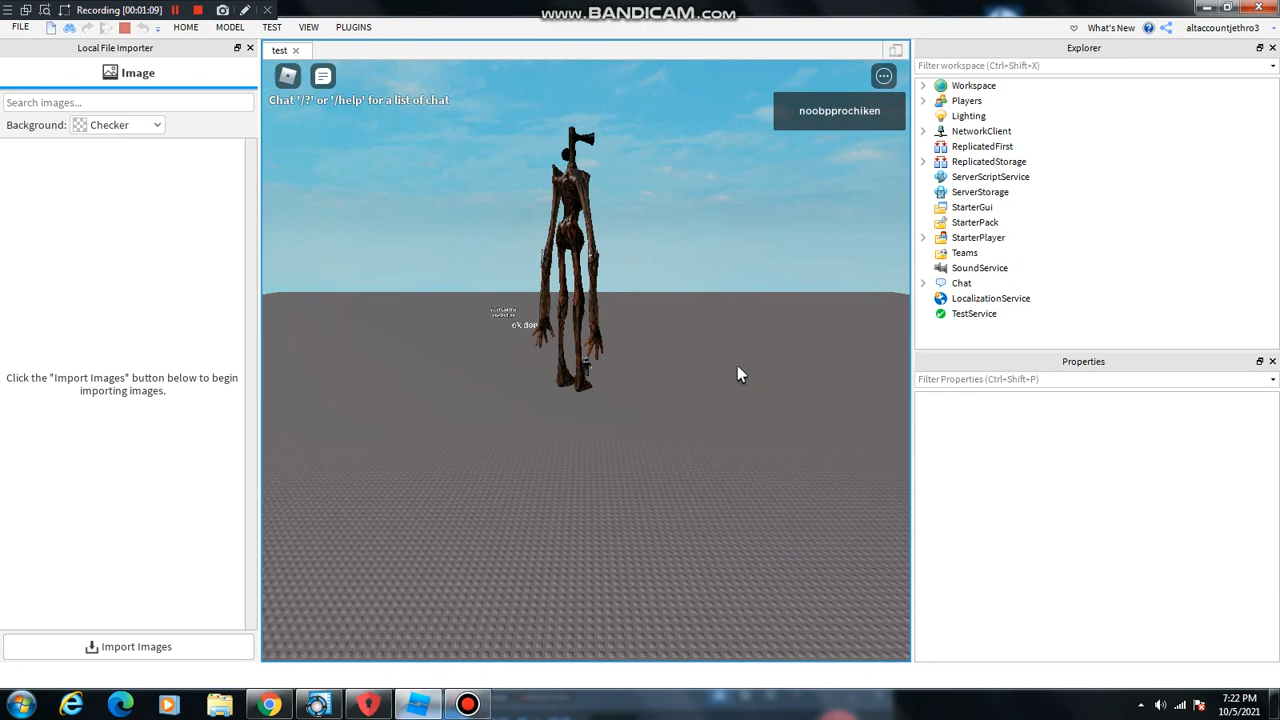 Recording [00:01:09]
www.BANDICAM.com
FILE HOME MODEL TEST VIEW PLUGINS
What's New altaccountjethro3
Local File Importer
Image
Search images...
Background: Checker
Click the "Import Images" button below to begin
importing images.
Import Images
test
Chat '/?' or '/help' for a list of chat
noobpprochiken
ok don
Explorer
Filter workspace (Ctrl+Shift+X)
Workspace
Players
Lighting
NetworkClient
ReplicatedFirst
ReplicatedStorage
ServerScriptService
ServerStorage
StarterGui
StarterPack
StarterPlayer
Teams
SoundService
Chat
LocalizationService
TestService
Properties
Filter Properties (Ctrl+Shift+P)
7:22 PM
10/5/2021